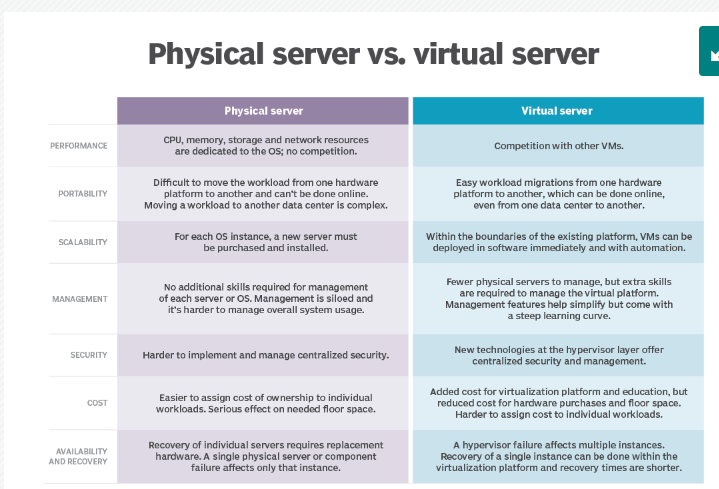 Physical server vs. virtual server
Physical server
Virtual server
PERFORMANCE
CPU, memory, storage and network resources
are dedicated to the OS; no competition.
Competition with other VMs.
PORTABILITY
Difficult to move the workload from one hardware
platform to another and can't be done online.
Moving a workload to another data center is complex.
Easy workload migrations from one hardware
platform to another, which can be done online,
even from one data center to another.
SCALABILITY
For each OS instance, a new server must
be purchased and installed.
Within the boundaries of the existing platform, VMs can be
deployed in software immediately and with automation.
MANAGEMENT
No additional skills required for management
of each server or OS. Management is siloed and
it's harder to manage overall system usage.
Fewer physical servers to manage, but extra skills
are required to manage the virtual platform.
Management features help simplify but come with
a steep learning curve.
SECURITY
Harder to implement and manage centralized security.
New technologies at the hypervisor layer offer
centralized security and management.
COST
Easier to assign cost of ownership to individual
workloads. Serious effect on needed floor space.
Added cost for virtualization platform and education, but
reduced cost for hardware purchases and floor space.
Harder to assign cost to individual workloads.
AVAILABILITY
AND RECOVERY
Recovery of individual servers requires replacement
hardware. A single physical server or component
failure affects only that instance.
A hypervisor failure affects multiple instances.
Recovery of a single instance can be done within the
virtualization platform and recovery times are shorter.